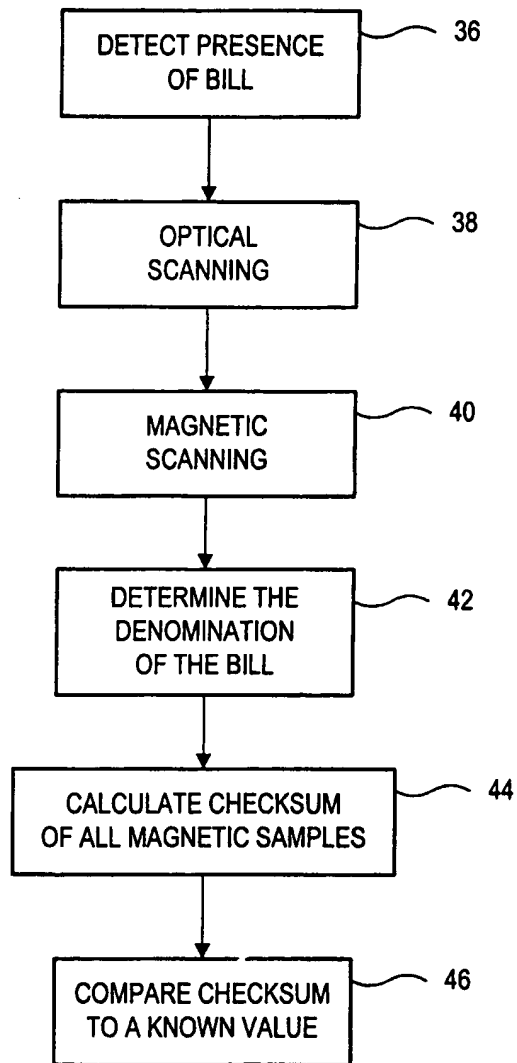 DETECT PRESENCE
OF BILL
36
OPTICAL
SCANNING
38
MAGNETIC
SCANNING
40
DETERMINE THE
DENOMINATION
OF THE BILL
42
CALCULATE CHECKSUM
OF ALL MAGNETIC SAMPLES
44
COMPARE CHECKSUM
TO A KNOWN VALUE
46